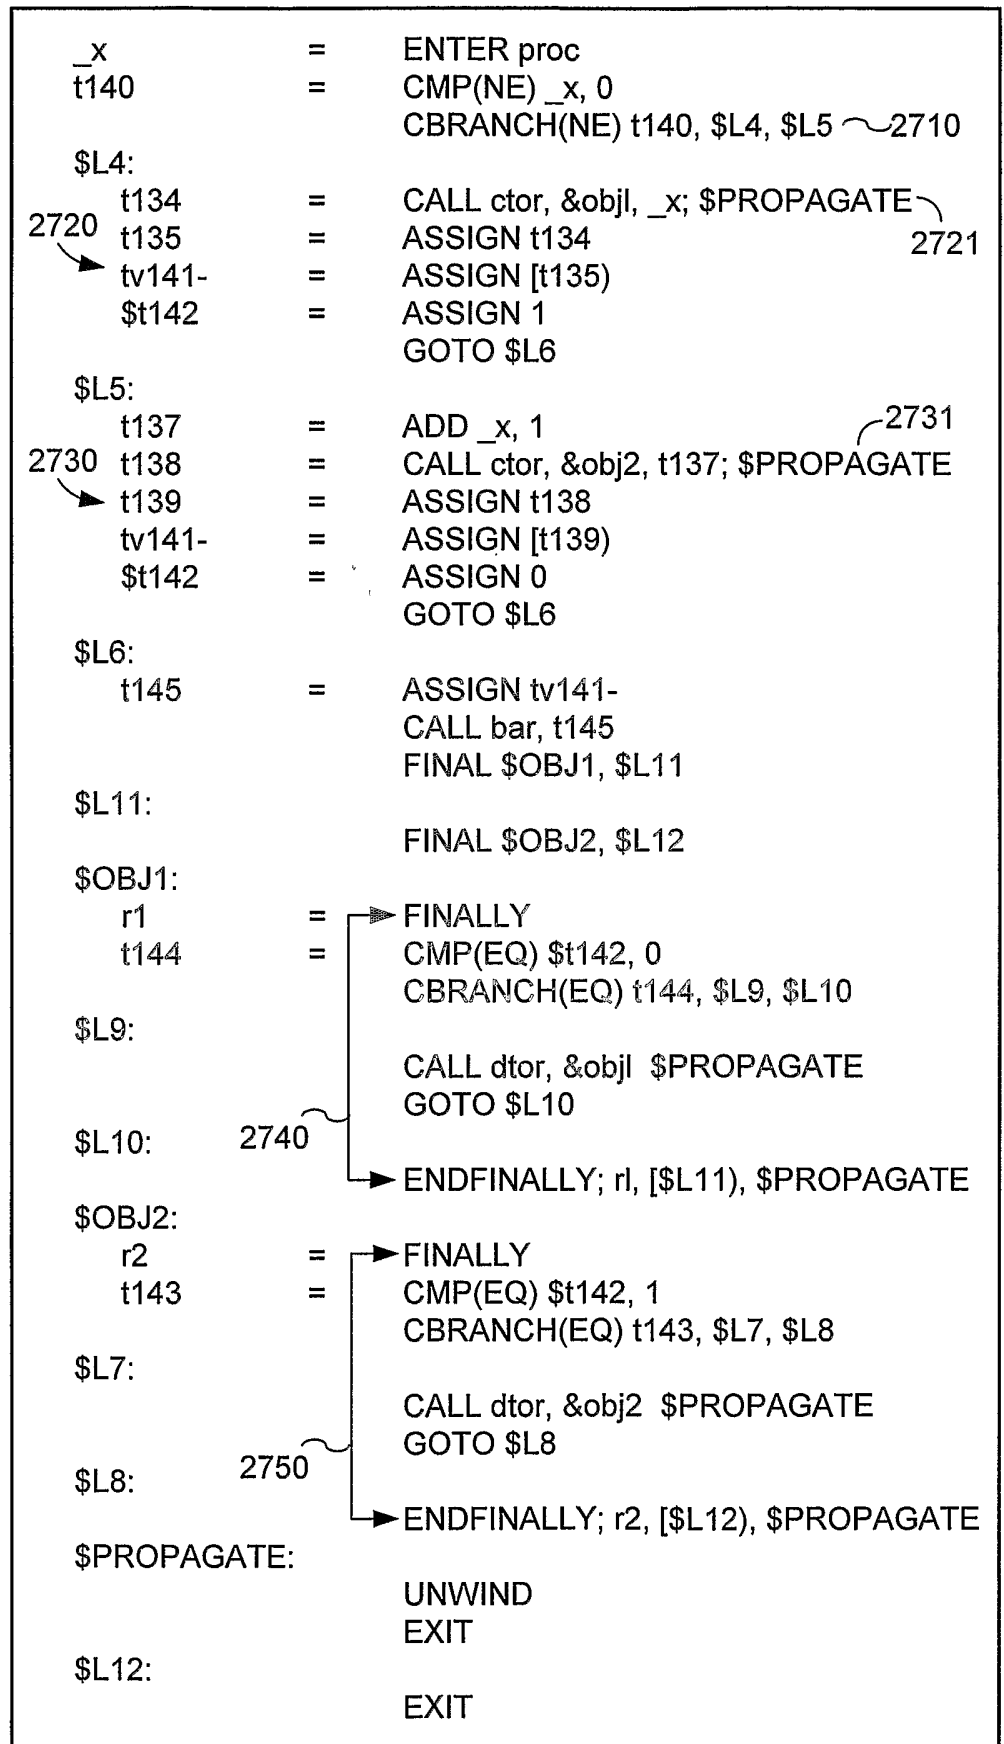 _x = ENTER proc
t140 = CMP(NE) _x, 0
CBRANCH(NE) t140, $L4, $L5 2710
$L4:
t134 = CALL ctor, &objl, _x; $PROPAGATE
2720 t135 = ASSIGN t134 2721
tv141- = ASSIGN [t135)
$t142 = ASSIGN 1
GOTO $L6
$L5:
t137 = ADD _x, 1 2731
2730 t138 = CALL ctor, &obj2, t137; $PROPAGATE
t139 = ASSIGN t138
tv141- = ASSIGN [t139)
$t142 = ASSIGN 0
GOTO $L6
$L6:
t145 = ASSIGN tv141-
CALL bar, t145
FINAL $OBJ1, $L11
$L11:
FINAL $OBJ2, $L12
$OBJ1:
r1 = FINALLY
t144 = CMP(EQ) $t142, 0
CBRANCH(EQ) t144, $L9, $L10
$L9:
CALL dtor, &objl $PROPAGATE
GOTO $L10
$L10: 2740
ENDFINALLY; rl, [$L11), $PROPAGATE
$OBJ2:
r2 = FINALLY
t143 = CMP(EQ) $t142, 1
CBRANCH(EQ) t143, $L7, $L8
$L7:
CALL dtor, &obj2 $PROPAGATE
GOTO $L8
$L8: 2750
ENDFINALLY; r2, [$L12), $PROPAGATE
$PROPAGATE:
UNWIND
EXIT
$L12:
EXIT